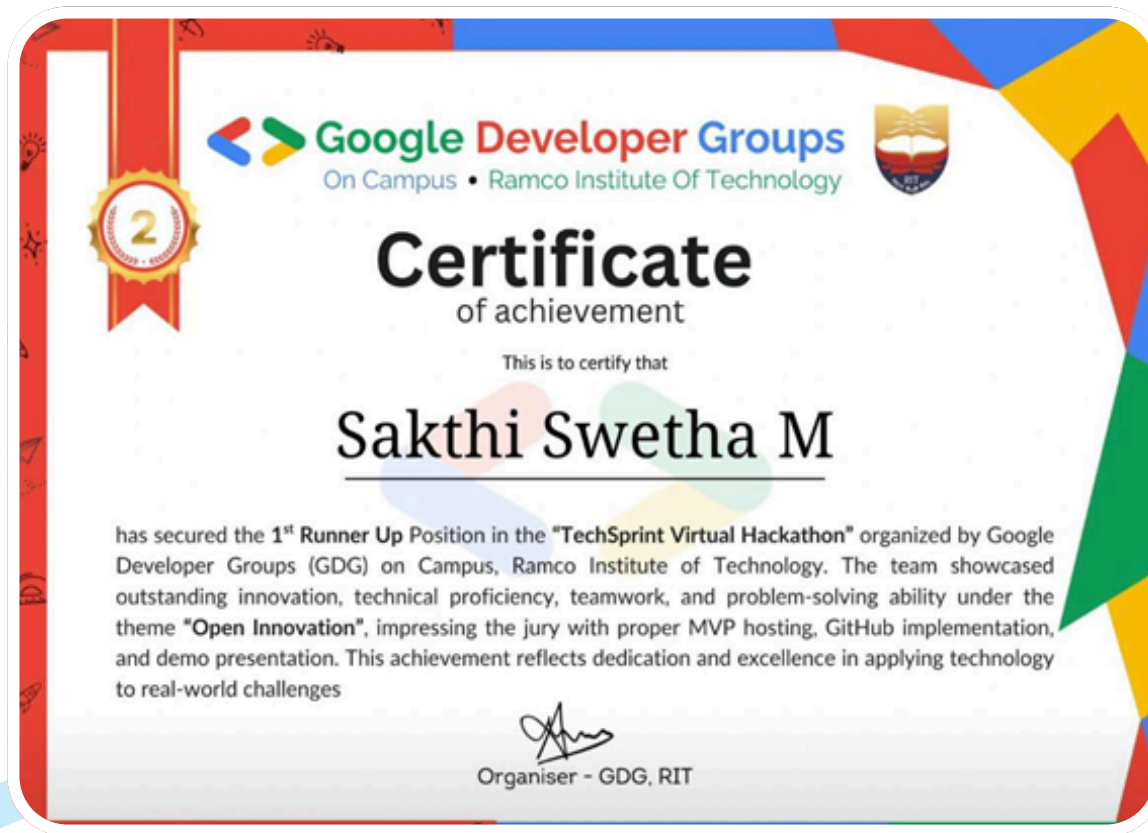 Google Developer Groups
On Campus • Ramco Institute Of Technology
RIT
2
Certificate
of achievement
This is to certify that
Sakthi Swetha M
has secured the 1st Runner Up Position in the “TechSprint Virtual Hackathon” organized by Google
Developer Groups (GDG) on Campus, Ramco Institute of Technology. The team showcased
outstanding innovation, technical proficiency, teamwork, and problem-solving ability under the
theme “Open Innovation”, impressing the jury with proper MVP hosting, GitHub implementation,
and demo presentation. This achievement reflects dedication and excellence in applying technology
to real-world challenges
Organiser - GDG, RIT